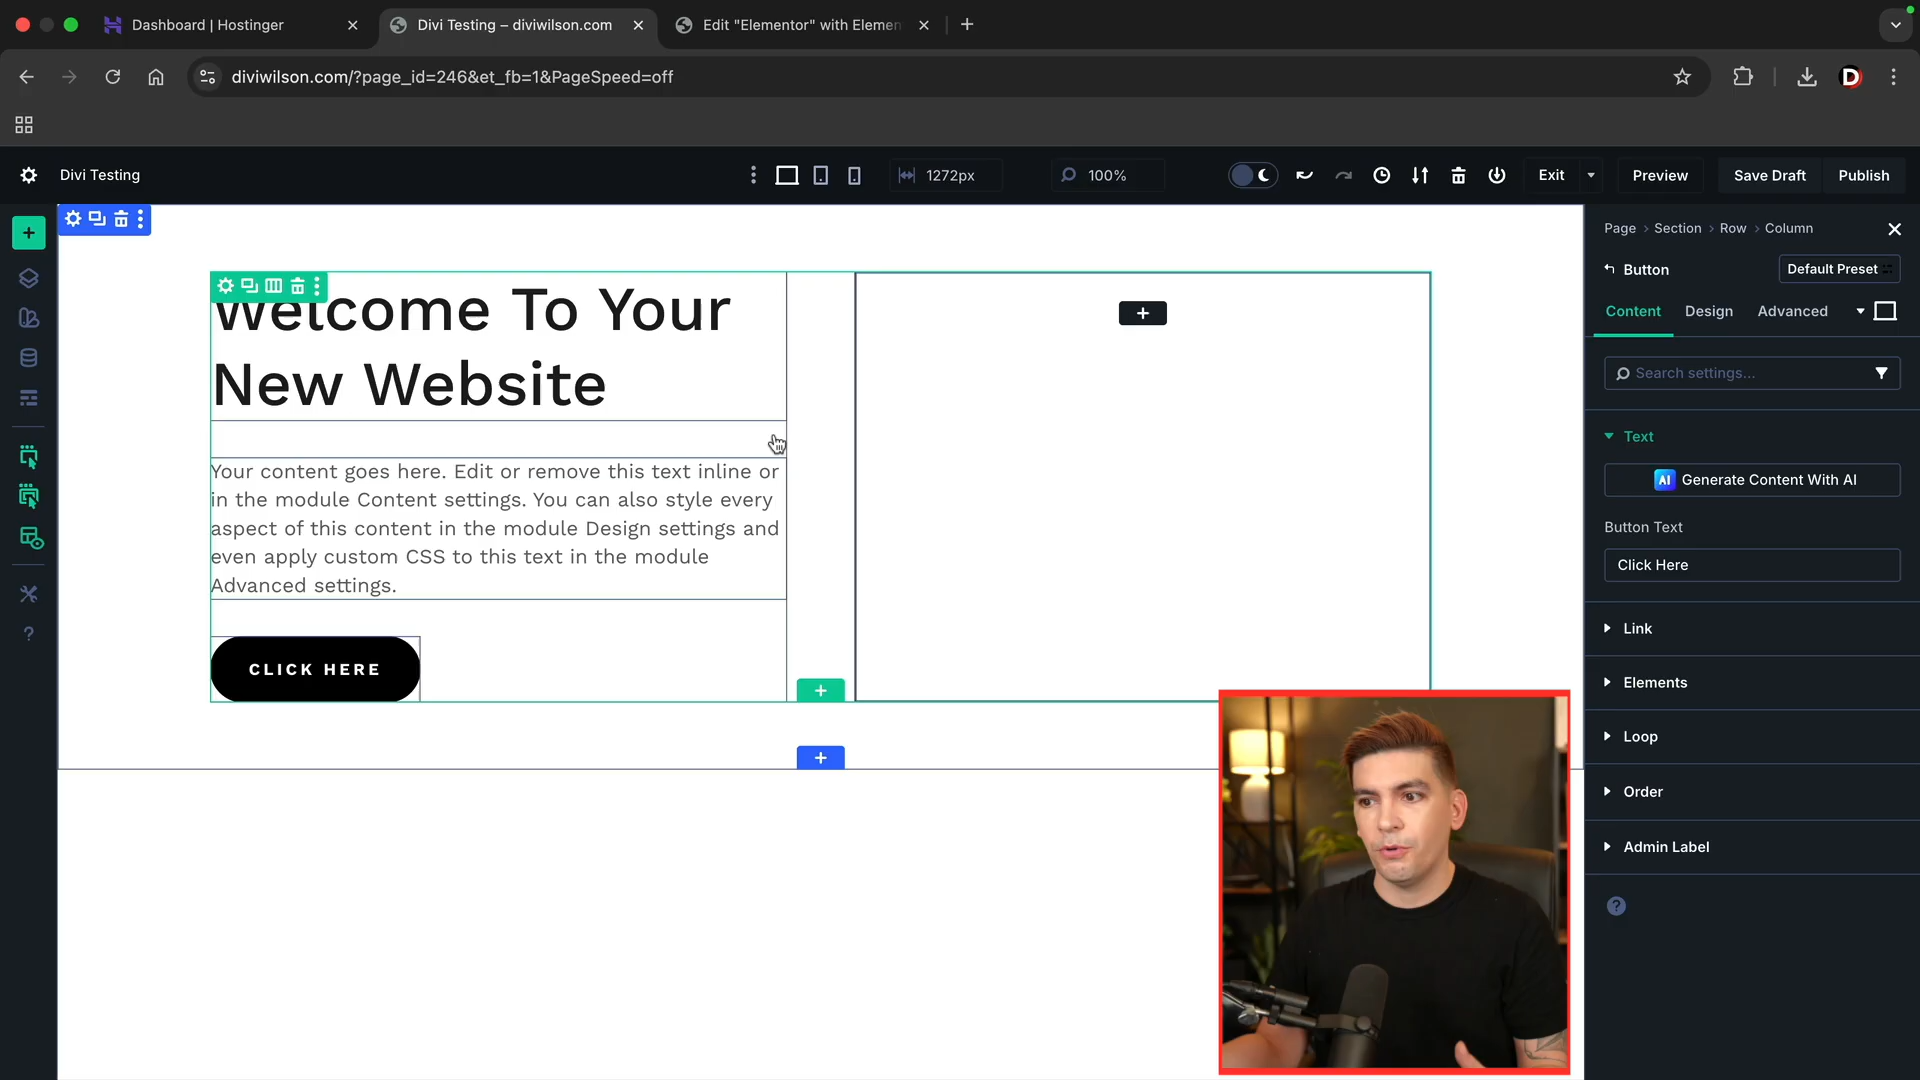 Dashboard | Hostinger
Divi Testing – diviwilson.com
Edit "Elementor" with Elemen
diviwilson.com/?page_id=246&et_fb=1&PageSpeed=off
D
Divi Testing
1272px
100%
Exit
Preview
Save Draft
Publish
Page > Section > Row > Column
Button
Default Preset
Content
Design
Advanced
Search settings...
Text
AI Generate Content With AI
Button Text
Click Here
Link
Elements
Loop
Order
Admin Label
Welcome To Your
New Website
Your content goes here. Edit or remove this text inline or
in the module Content settings. You can also style every
aspect of this content in the module Design settings and
even apply custom CSS to this text in the module
Advanced settings.
CLICK HERE